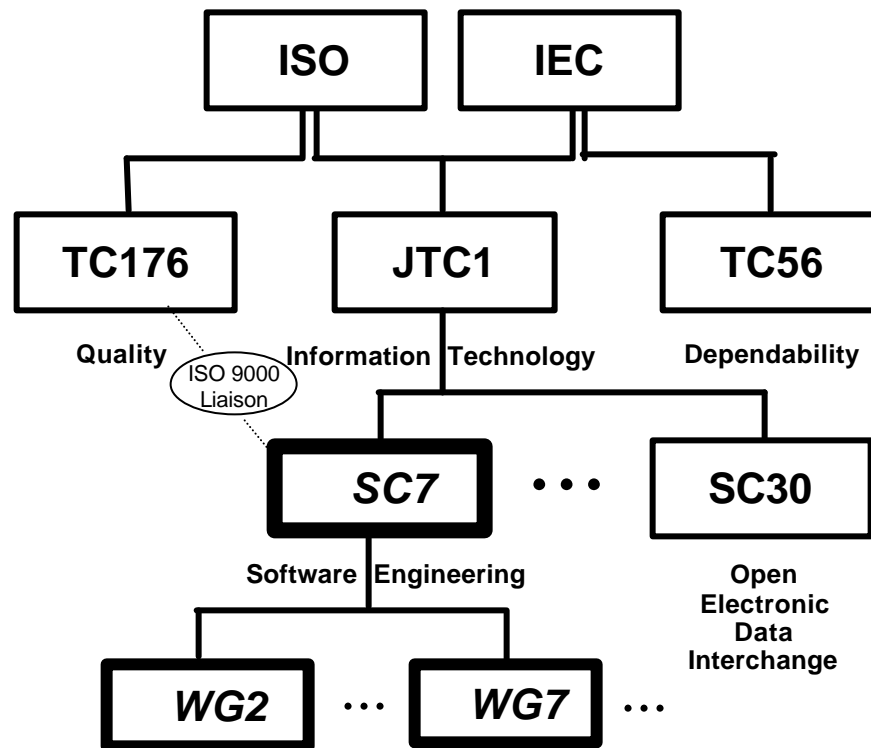 ISO
IEC
TC176
JTC1
TC56
Quality
Information Technology
Dependability
ISO 9000
Liaison
SC7
• • •
SC30
Software Engineering
Open
Electronic
Data
Interchange
WG2
...
WG7
...